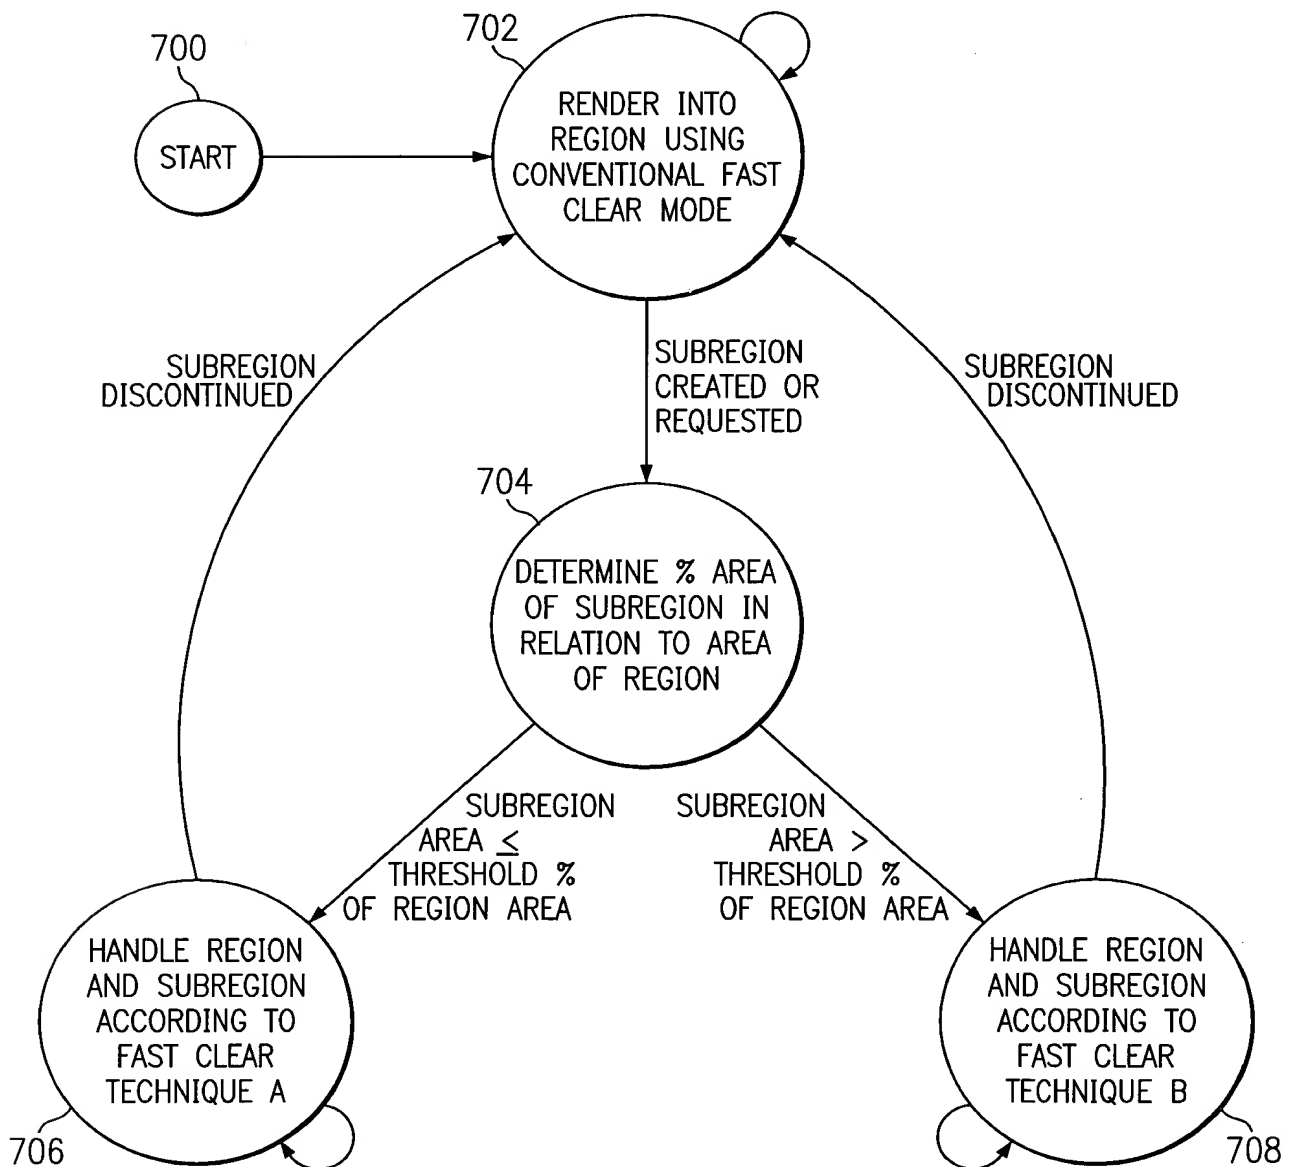 700
START
702
RENDER INTO
REGION USING
CONVENTIONAL FAST
CLEAR MODE
SUBREGION
DISCONTINUED
SUBREGION
CREATED OR
REQUESTED
SUBREGION
DISCONTINUED
704
DETERMINE % AREA
OF SUBREGION IN
RELATION TO AREA
OF REGION
SUBREGION
AREA ≤
THRESHOLD %
OF REGION AREA
SUBREGION
AREA >
THRESHOLD %
OF REGION AREA
HANDLE REGION
AND SUBREGION
ACCORDING TO
FAST CLEAR
TECHNIQUE A
706
HANDLE REGION
AND SUBREGION
ACCORDING TO
FAST CLEAR
TECHNIQUE B
708